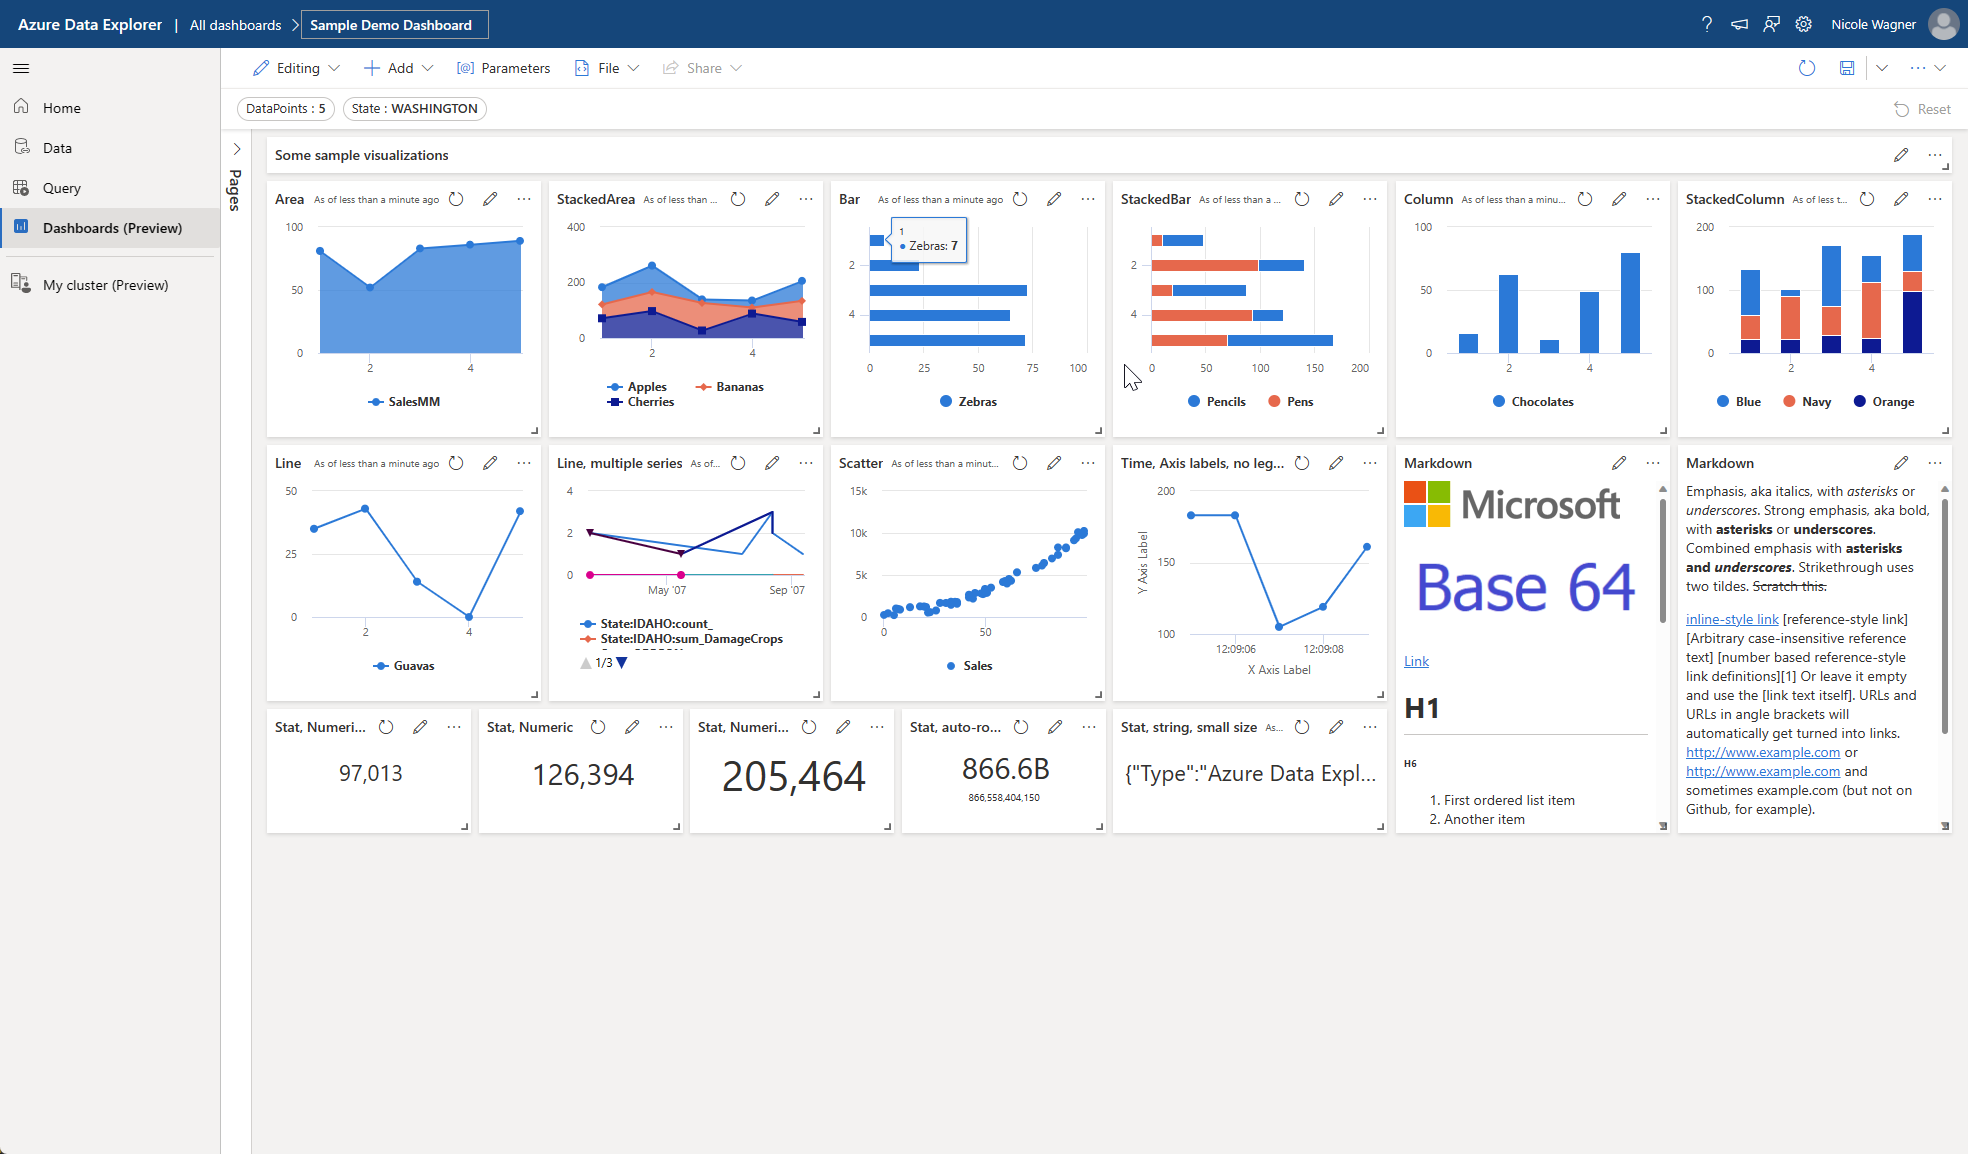 Azure Data Explorer | All dashboards > Sample Demo Dashboard
Nicole Wagner
Editing Add Parameters File Share
Home
Data
Query
Dashboards (Preview)
My cluster (Preview)
DataPoints : 5 State : WASHINGTON
Reset
Pages
Some sample visualizations
Area As of less than a minute ago
100
50
0
2 4
SalesMM
StackedArea As of less than ...
400
200
0
2 4
Apples Bananas
Cherries
Bar As of less than a minute ago
1
Zebras: 7
2
4
0 25 50 75 100
Zebras
StackedBar As of less than a ...
2
4
0 50 100 150 200
Pencils Pens
Column As of less than a minu...
100
50
0
2 4
Chocolates
StackedColumn As of less t...
200
100
0
2 4
Blue Navy Orange
Line As of less than a minute ago
50
25
0
2 4
Guavas
Line, multiple series As of...
4
2
0
May '07 Sep '07
State:IDAHO:count_
State:IDAHO:sum_DamageCrops
1/3
Scatter As of less than a minut...
15k
10k
5k
0
0 50
Sales
Time, Axis labels, no leg...
200
150
100
Y Axis Label
12:09:06 12:09:08
X Axis Label
Markdown
Microsoft
Base 64
Link
H1
H6
1. First ordered list item
2. Another item
Markdown
Emphasis, aka italics, with asterisks or
underscores. Strong emphasis, aka bold,
with asterisks or underscores.
Combined emphasis with asterisks
and underscores. Strikethrough uses
two tildes. Scratch this.
inline-style link [reference-style link]
[Arbitrary case-insensitive reference
text] [number based reference-style
link definitions][1] Or leave it empty
and use the [link text itself]. URLs and
URLs in angle brackets will
automatically get turned into links.
http://www.example.com or
http://www.example.com and
sometimes example.com (but not on
Github, for example).
Stat, Numeri...
97,013
Stat, Numeric
126,394
Stat, Numeri...
205,464
Stat, auto-ro...
866.6B
866,558,404,150
Stat, string, small size As...
{"Type":"Azure Data Expl...